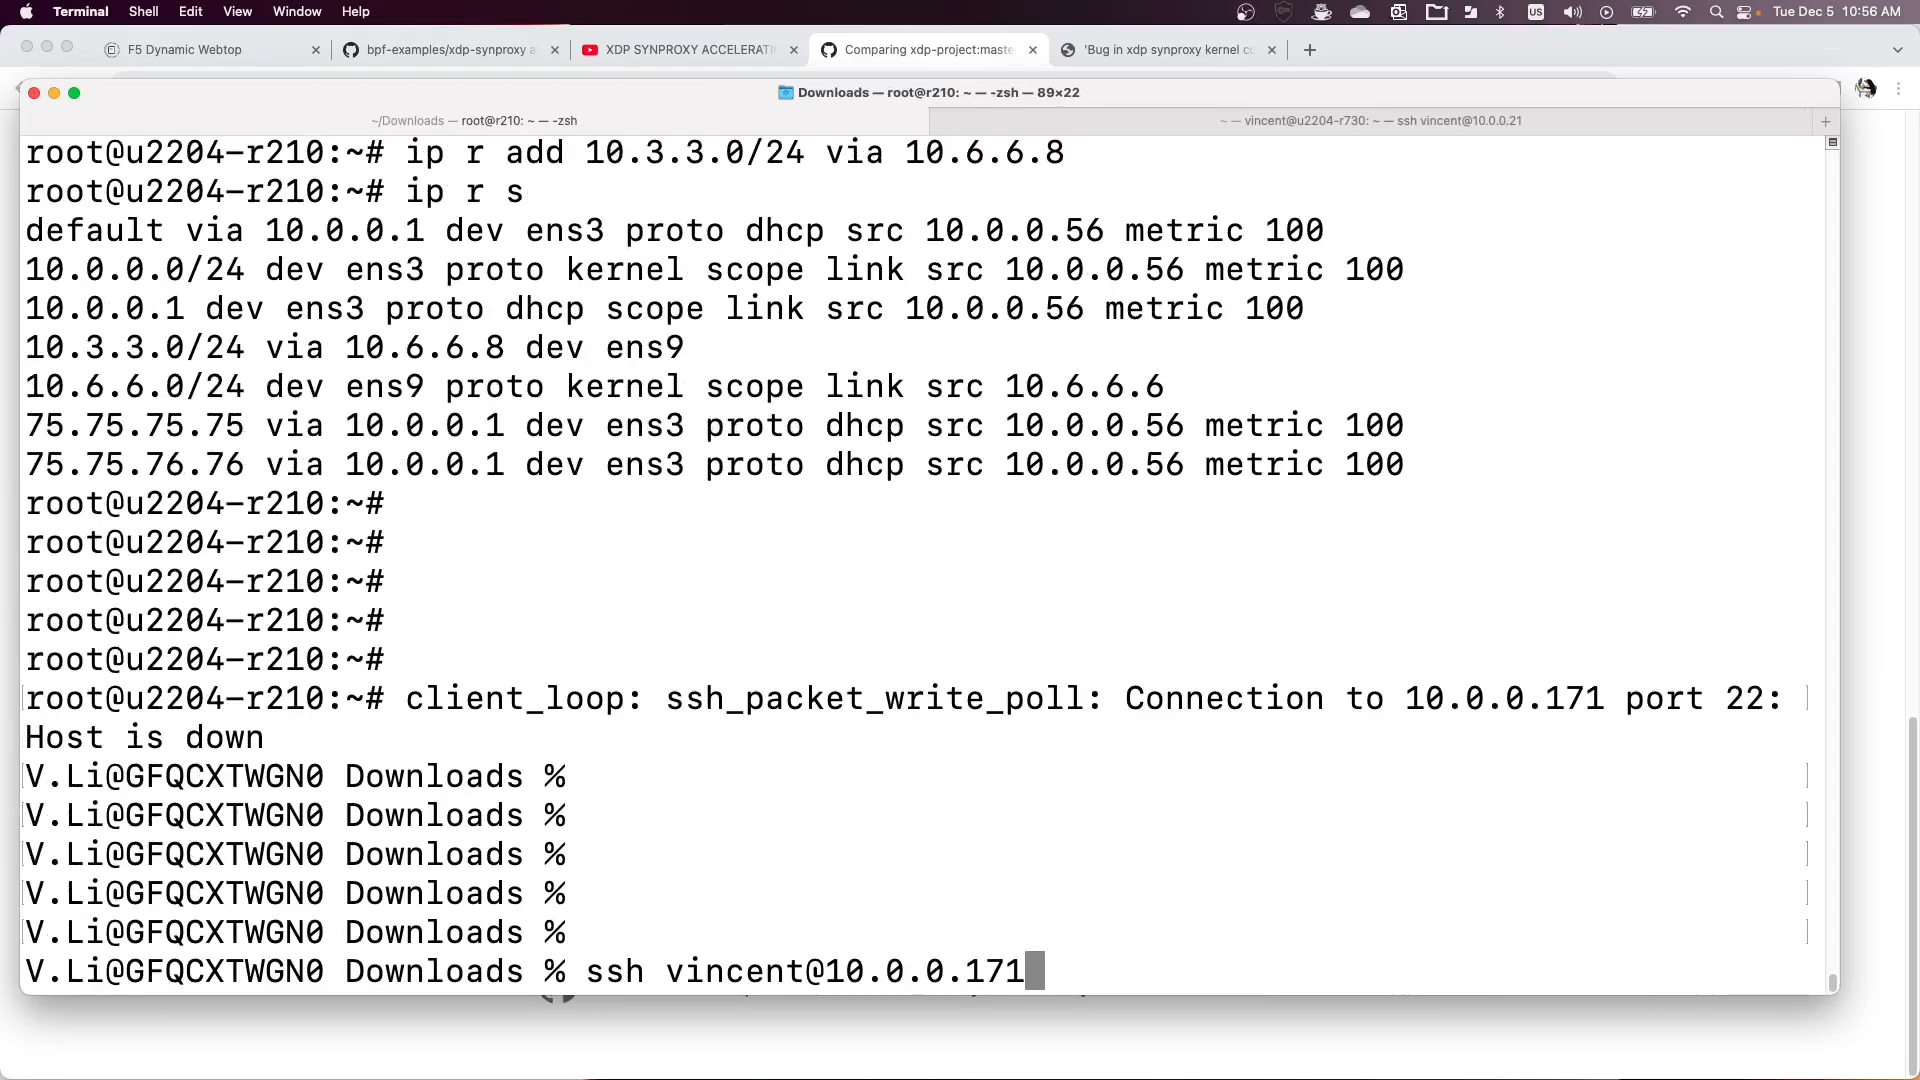 Terminal Shell Edit View Window Help US Tue Dec 5 10:56 AM
F5 Dynamic Webtop bpf-examples/xdp-synproxy a XDP SYNPROXY ACCELERATI Comparing xdp-project:maste 'Bug in xdp synproxy kernel co
Downloads — root@r210: ~ — -zsh — 89×22
~/Downloads — root@r210: ~ — -zsh ~ — vincent@u2204-r730: ~ — ssh vincent@10.0.0.21
root@u2204-r210:~# ip r add 10.3.3.0/24 via 10.6.6.8
root@u2204-r210:~# ip r s
default via 10.0.0.1 dev ens3 proto dhcp src 10.0.0.56 metric 100
10.0.0.0/24 dev ens3 proto kernel scope link src 10.0.0.56 metric 100
10.0.0.1 dev ens3 proto dhcp scope link src 10.0.0.56 metric 100
10.3.3.0/24 via 10.6.6.8 dev ens9
10.6.6.0/24 dev ens9 proto kernel scope link src 10.6.6.6
75.75.75.75 via 10.0.0.1 dev ens3 proto dhcp src 10.0.0.56 metric 100
75.75.76.76 via 10.0.0.1 dev ens3 proto dhcp src 10.0.0.56 metric 100
root@u2204-r210:~#
root@u2204-r210:~#
root@u2204-r210:~#
root@u2204-r210:~#
root@u2204-r210:~#
root@u2204-r210:~# client_loop: ssh_packet_write_poll: Connection to 10.0.0.171 port 22:
Host is down
V.Li@GFQCXTWGN0 Downloads %
V.Li@GFQCXTWGN0 Downloads %
V.Li@GFQCXTWGN0 Downloads %
V.Li@GFQCXTWGN0 Downloads %
V.Li@GFQCXTWGN0 Downloads %
V.Li@GFQCXTWGN0 Downloads % ssh vincent@10.0.0.171